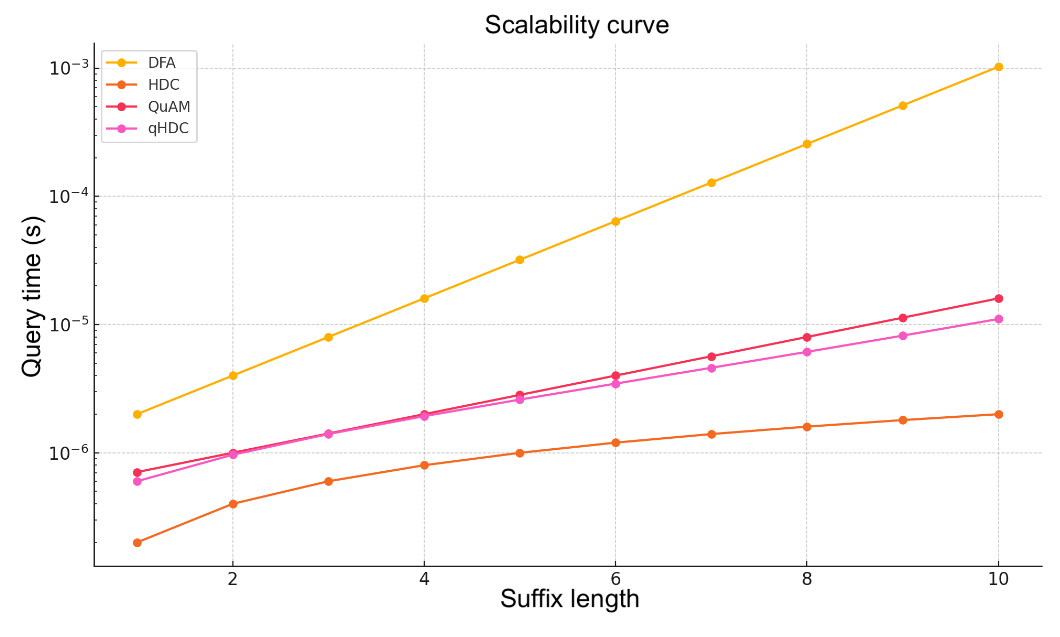 Scalability curve
DFA
HDC
QuAM
qHDC
Query time (s)
10⁻³
10⁻⁴
10⁻⁵
10⁻⁶
2 4 6 8 10
Suffix length